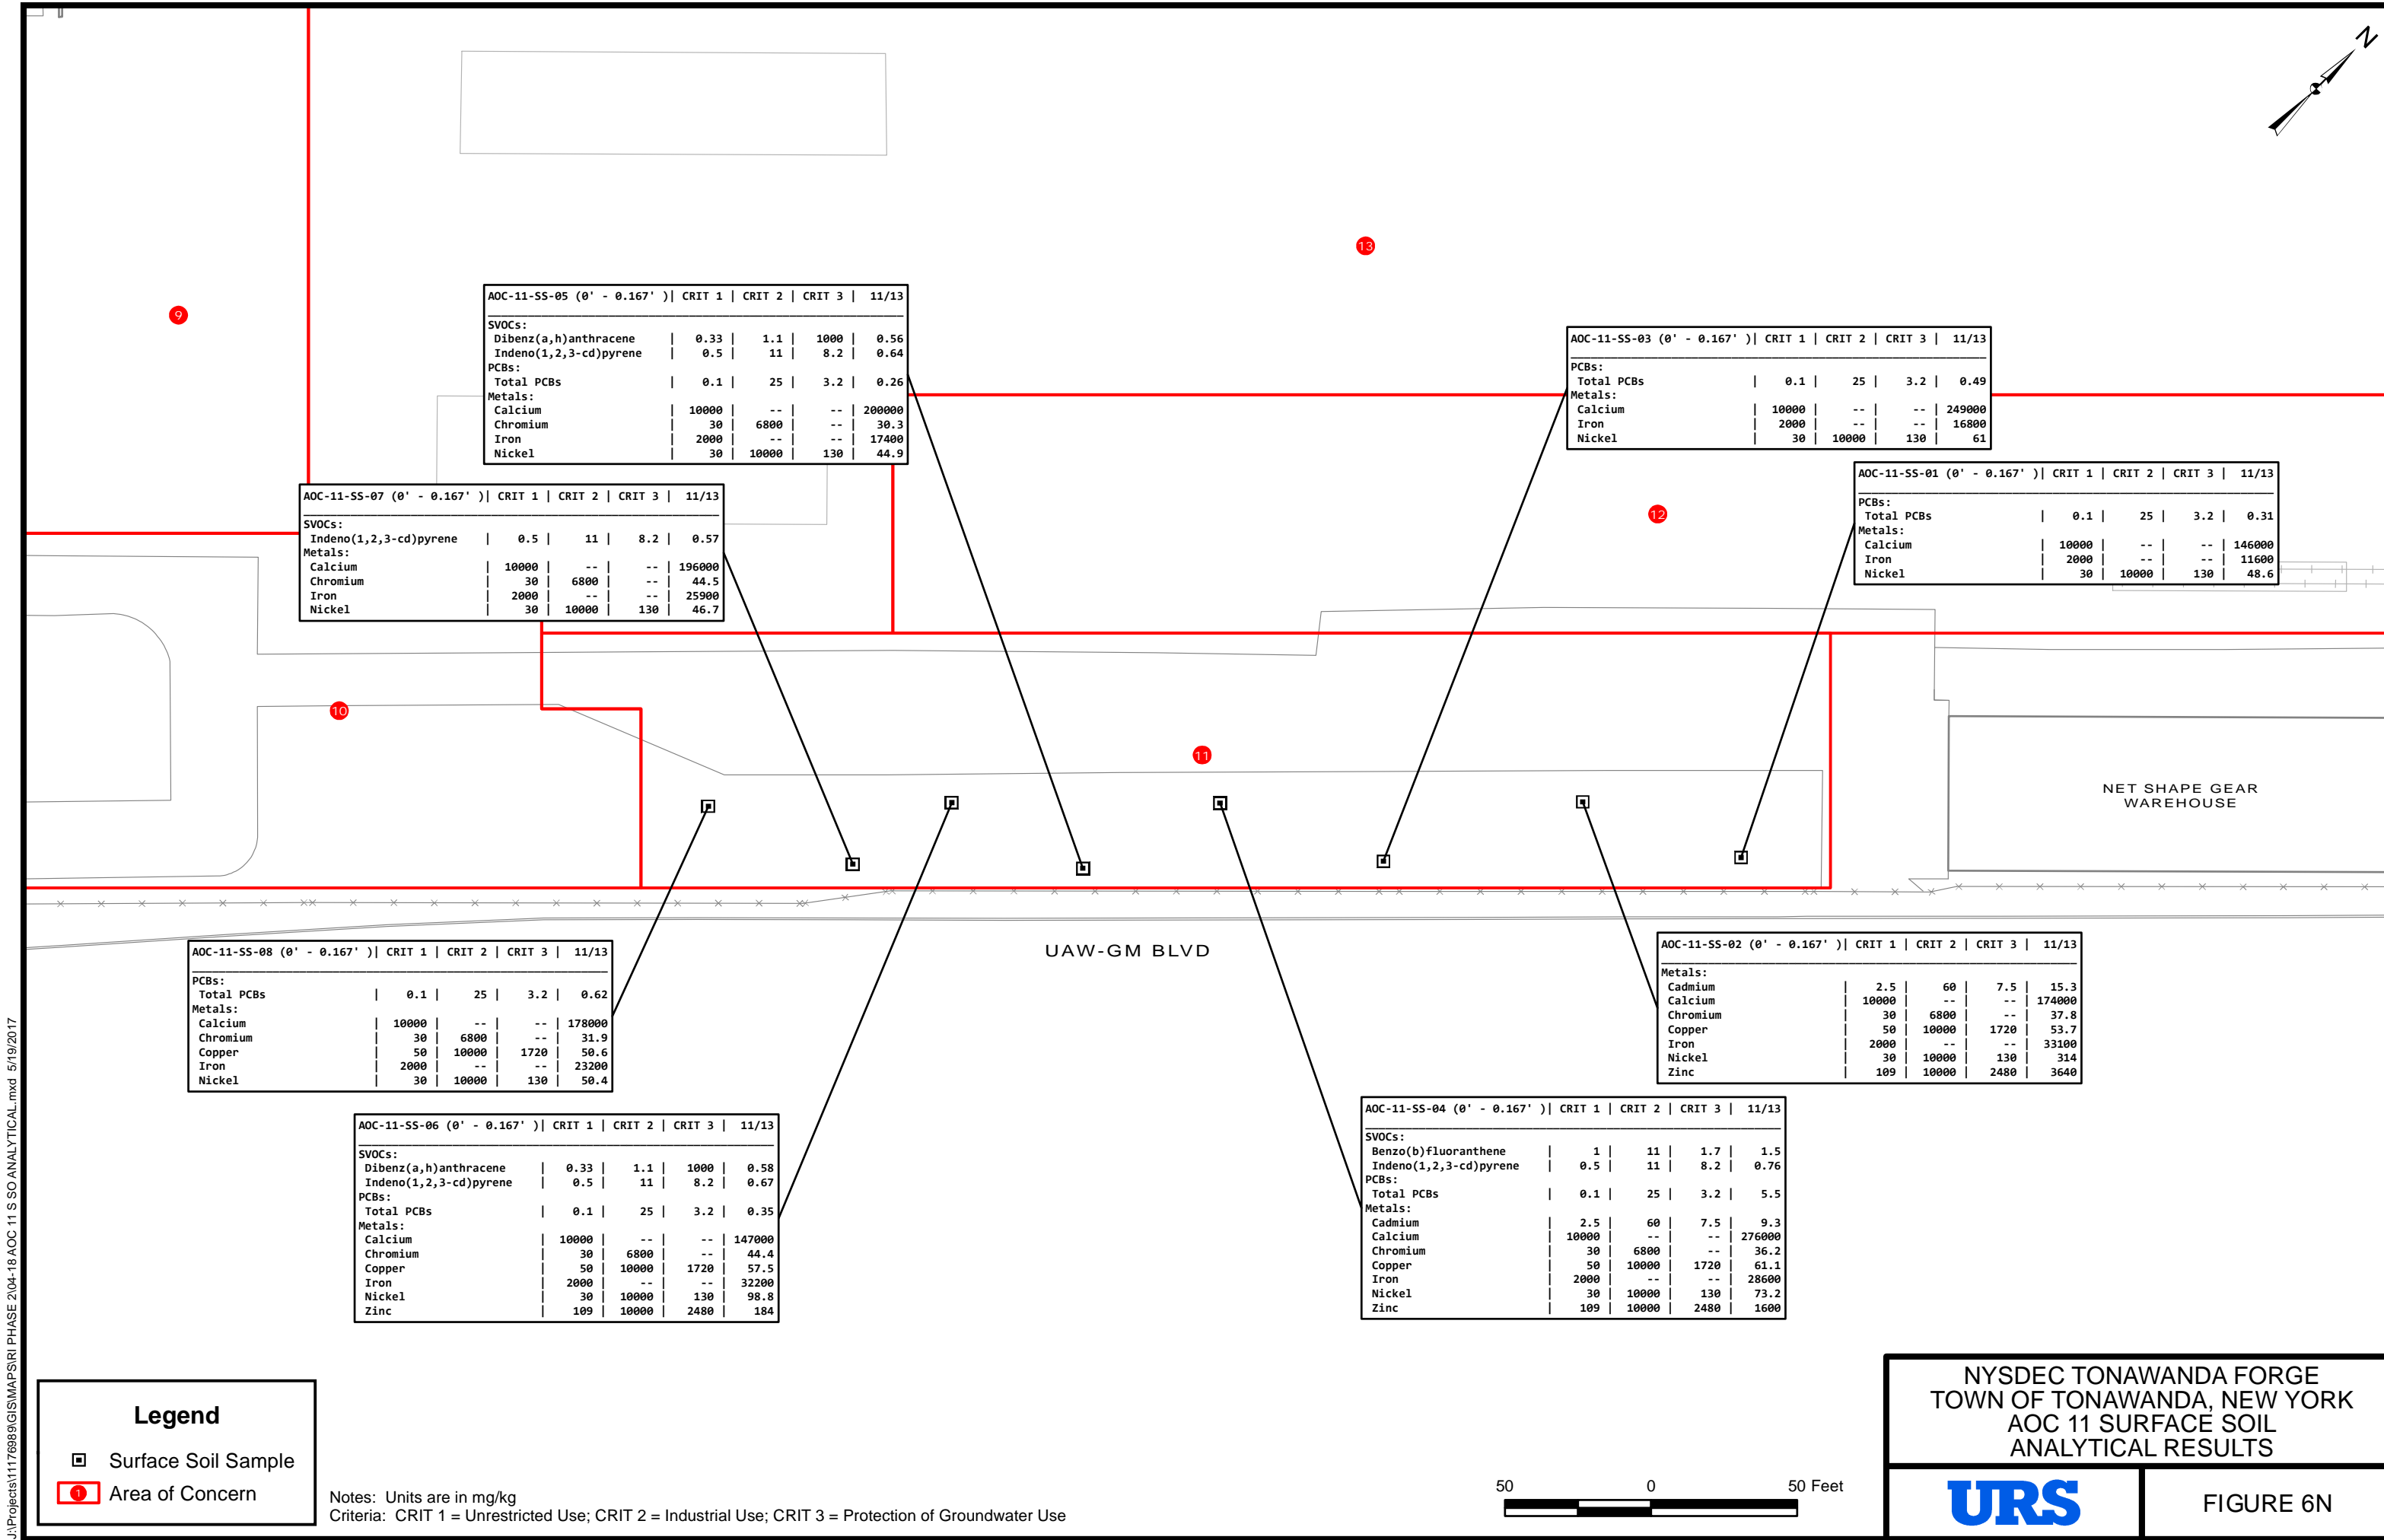 N
13
9
AOC-11-SS-05 (0' - 0.167' )| CRIT 1 | CRIT 2 | CRIT 3 | 11/13
SVOCs:
Dibenz(a,h)anthracene | 0.33 | 1.1 | 1000 | 0.56
Indeno(1,2,3-cd)pyrene | 0.5 | 11 | 8.2 | 0.64
PCBs:
Total PCBs | 0.1 | 25 | 3.2 | 0.26
Metals:
Calcium | 10000 | -- | -- | 200000
Chromium | 30 | 6800 | -- | 30.3
Iron | 2000 | -- | -- | 17400
Nickel | 30 | 10000 | 130 | 44.9
AOC-11-SS-03 (0' - 0.167' )| CRIT 1 | CRIT 2 | CRIT 3 | 11/13
PCBs:
Total PCBs | 0.1 | 25 | 3.2 | 0.49
Metals:
Calcium | 10000 | -- | -- | 249000
Iron | 2000 | -- | -- | 16800
Nickel | 30 | 10000 | 130 | 61
AOC-11-SS-07 (0' - 0.167' )| CRIT 1 | CRIT 2 | CRIT 3 | 11/13
SVOCs:
Indeno(1,2,3-cd)pyrene | 0.5 | 11 | 8.2 | 0.57
Metals:
Calcium | 10000 | -- | -- | 196000
Chromium | 30 | 6800 | -- | 44.5
Iron | 2000 | -- | -- | 25900
Nickel | 30 | 10000 | 130 | 46.7
12
AOC-11-SS-01 (0' - 0.167' )| CRIT 1 | CRIT 2 | CRIT 3 | 11/13
PCBs:
Total PCBs | 0.1 | 25 | 3.2 | 0.31
Metals:
Calcium | 10000 | -- | -- | 146000
Iron | 2000 | -- | -- | 11600
Nickel | 30 | 10000 | 130 | 48.6
10
11
NET SHAPE GEAR
WAREHOUSE
UAW-GM BLVD
AOC-11-SS-08 (0' - 0.167' )| CRIT 1 | CRIT 2 | CRIT 3 | 11/13
PCBs:
Total PCBs | 0.1 | 25 | 3.2 | 0.62
Metals:
Calcium | 10000 | -- | -- | 178000
Chromium | 30 | 6800 | -- | 31.9
Copper | 50 | 10000 | 1720 | 50.6
Iron | 2000 | -- | -- | 23200
Nickel | 30 | 10000 | 130 | 50.4
AOC-11-SS-02 (0' - 0.167' )| CRIT 1 | CRIT 2 | CRIT 3 | 11/13
Metals:
Cadmium | 2.5 | 60 | 7.5 | 15.3
Calcium | 10000 | -- | -- | 174000
Chromium | 30 | 6800 | -- | 37.8
Copper | 50 | 10000 | 1720 | 53.7
Iron | 2000 | -- | -- | 33100
Nickel | 30 | 10000 | 130 | 314
Zinc | 109 | 10000 | 2480 | 3640
AOC-11-SS-06 (0' - 0.167' )| CRIT 1 | CRIT 2 | CRIT 3 | 11/13
SVOCs:
Dibenz(a,h)anthracene | 0.33 | 1.1 | 1000 | 0.58
Indeno(1,2,3-cd)pyrene | 0.5 | 11 | 8.2 | 0.67
PCBs:
Total PCBs | 0.1 | 25 | 3.2 | 0.35
Metals:
Calcium | 10000 | -- | -- | 147000
Chromium | 30 | 6800 | -- | 44.4
Copper | 50 | 10000 | 1720 | 57.5
Iron | 2000 | -- | -- | 32200
Nickel | 30 | 10000 | 130 | 98.8
Zinc | 109 | 10000 | 2480 | 184
AOC-11-SS-04 (0' - 0.167' )| CRIT 1 | CRIT 2 | CRIT 3 | 11/13
SVOCs:
Benzo(b)fluoranthene | 1 | 11 | 1.7 | 1.5
Indeno(1,2,3-cd)pyrene | 0.5 | 11 | 8.2 | 0.76
PCBs:
Total PCBs | 0.1 | 25 | 3.2 | 5.5
Metals:
Cadmium | 2.5 | 60 | 7.5 | 9.3
Calcium | 10000 | -- | -- | 276000
Chromium | 30 | 6800 | -- | 36.2
Copper | 50 | 10000 | 1720 | 61.1
Iron | 2000 | -- | -- | 28600
Nickel | 30 | 10000 | 130 | 73.2
Zinc | 109 | 10000 | 2480 | 1600
J:\Projects\11176989\GIS\MAPS\RI PHASE 2\04-18 AOC 11 S SO ANALYTICAL.mxd 5/19/2017
Legend
Surface Soil Sample
1 Area of Concern
Notes: Units are in mg/kg
Criteria: CRIT 1 = Unrestricted Use; CRIT 2 = Industrial Use; CRIT 3 = Protection of Groundwater Use
50 0 50 Feet
NYSDEC TONAWANDA FORGE
TOWN OF TONAWANDA, NEW YORK
AOC 11 SURFACE SOIL
ANALYTICAL RESULTS
URS
FIGURE 6N